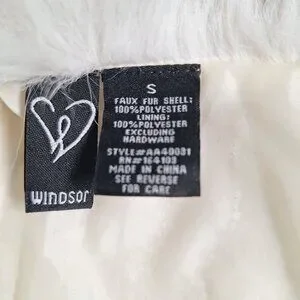 WINDSOR
S
FAUX FUR SHELL:
100%POLYESTER
LINING:
100%POLYESTER
EXCLUDING
HARDWARE
STYLE#AA40031
RN#164103
MADE IN CHINA
SEE REVERSE
FOR CARE